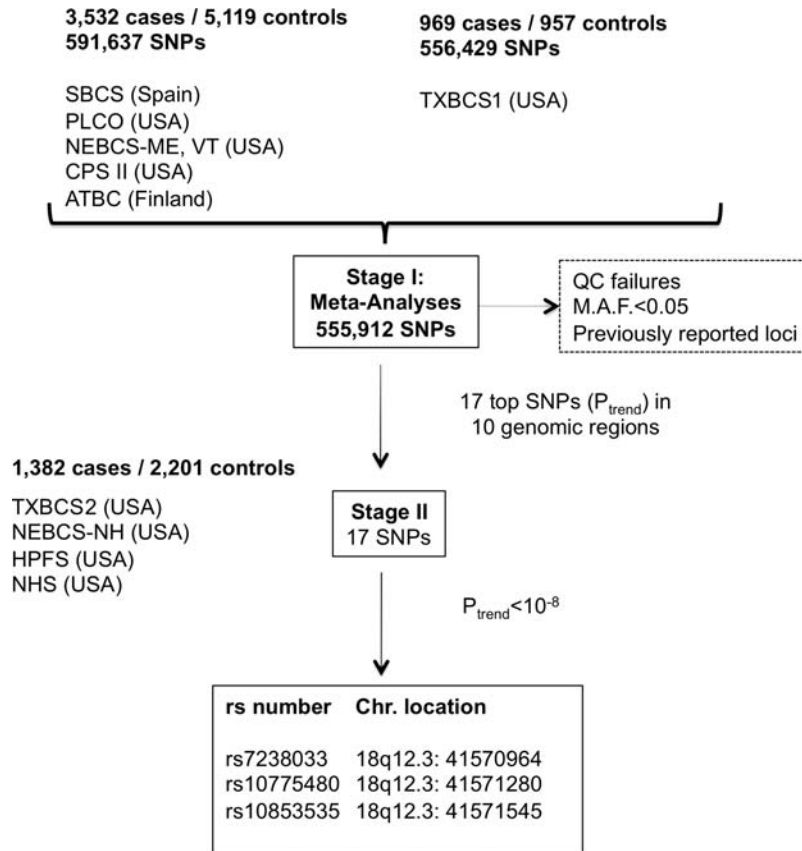 3,532 cases / 5,119 controls
591,637 SNPs
SBCS (Spain)
PLCO (USA)
NEBCS-ME, VT (USA)
CPS II (USA)
ATBC (Finland)
969 cases / 957 controls
556,429 SNPs
TXBCS1 (USA)
Stage I:
Meta-Analyses
555,912 SNPs
QC failures
M.A.F.<0.05
Previously reported loci
17 top SNPs (Ptrend) in
10 genomic regions
1,382 cases / 2,201 controls
TXBCS2 (USA)
NEBCS-NH (USA)
HPFS (USA)
NHS (USA)
Stage II
17 SNPs
Ptrend<10-8
rs number Chr. location
rs7238033 18q12.3: 41570964
rs10775480 18q12.3: 41571280
rs10853535 18q12.3: 41571545